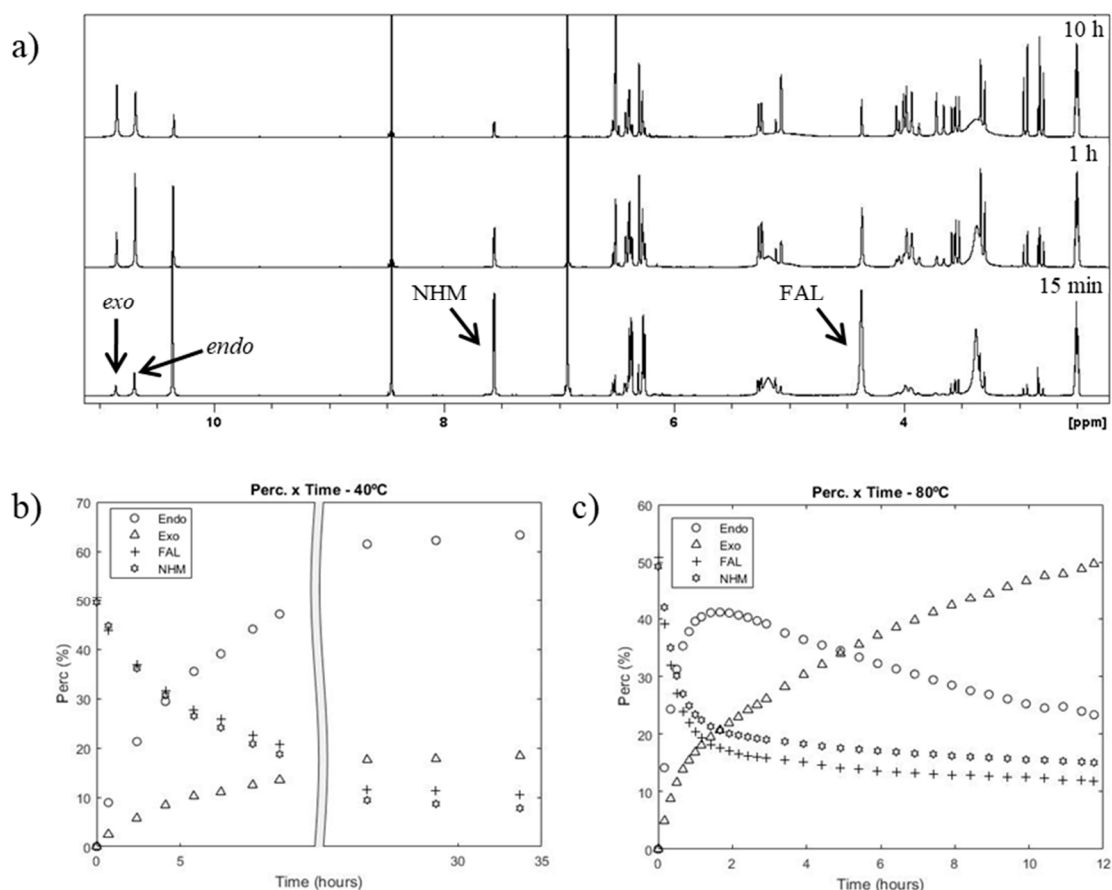 a)
10 h
1 h
15 min
exo
endo
NHM
FAL
10
8
6
4
[ppm]
b)
Perc. x Time - 40ºC
70
60
50
40
30
20
10
0
Perc (%)
Endo
Exo
FAL
NHM
0
5
30
35
Time (hours)
c)
Perc. x Time - 80ºC
60
50
40
30
20
10
0
Perc (%)
Endo
Exo
FAL
NHM
0
2
4
6
8
10
12
Time (hours)